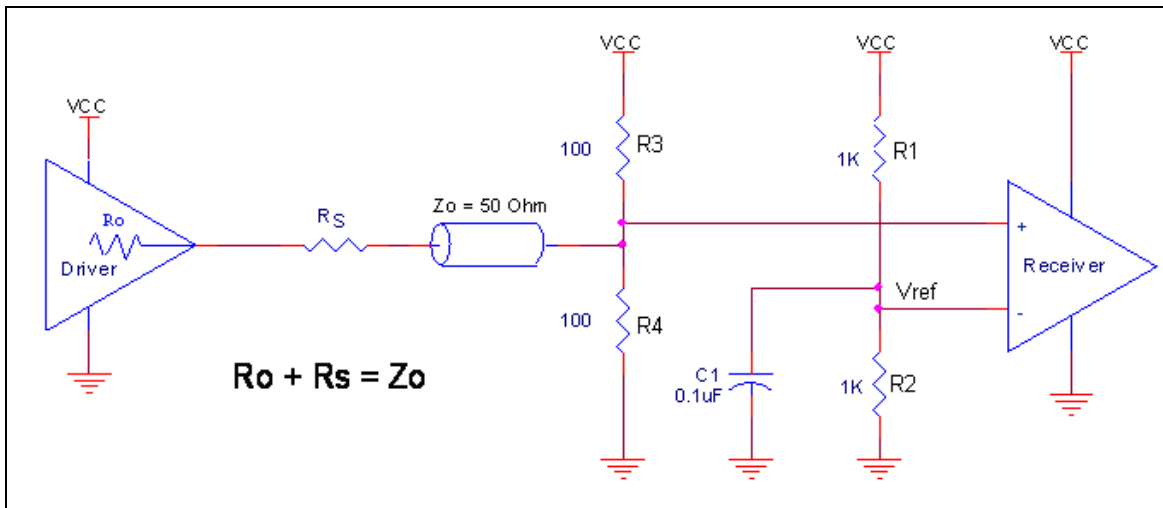 VCC
VCC
VCC
VCC
Ro
Driver
RS
Zo = 50 Ohm
100
R3
1K
R1
+
Receiver
-
Vref
100
R4
Ro + Rs = Zo
C1
0.1uF
1K
R2